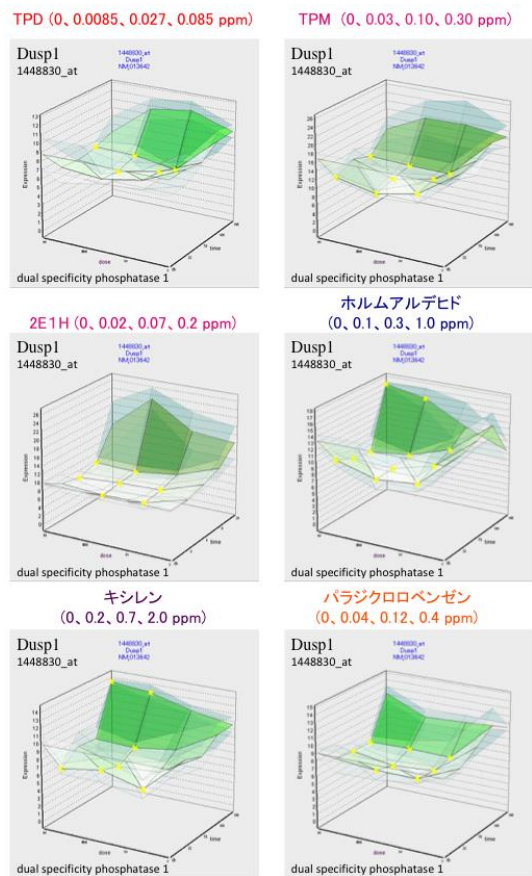 TPD (0、0.0085、0.027、0.085 ppm)
Dusp1
1448830_at
1448830_at
Dusp1
NM_013642
Expression
dose
time
dual specificity phosphatase 1
TPM (0、0.03、0.10、0.30 ppm)
Dusp1
1448830_at
1448830_at
Dusp1
NM_013642
Expression
dose
time
dual specificity phosphatase 1
2E1H (0、0.02、0.07、0.2 ppm)
Dusp1
1448830_at
1448830_at
Dusp1
NM_013642
Expression
dose
time
dual specificity phosphatase 1
ホルムアルデヒド
(0、0.1、0.3、1.0 ppm)
Dusp1
1448830_at
1448830_at
Dusp1
NM_013642
Expression
dose
time
dual specificity phosphatase 1
キシレン
(0、0.2、0.7、2.0 ppm)
Dusp1
1448830_at
1448830_at
Dusp1
NM_013642
Expression
dose
time
dual specificity phosphatase 1
パラジクロロベンゼン
(0、0.04、0.12、0.4 ppm)
Dusp1
1448830_at
1448830_at
Dusp1
NM_013642
Expression
dose
time
dual specificity phosphatase 1